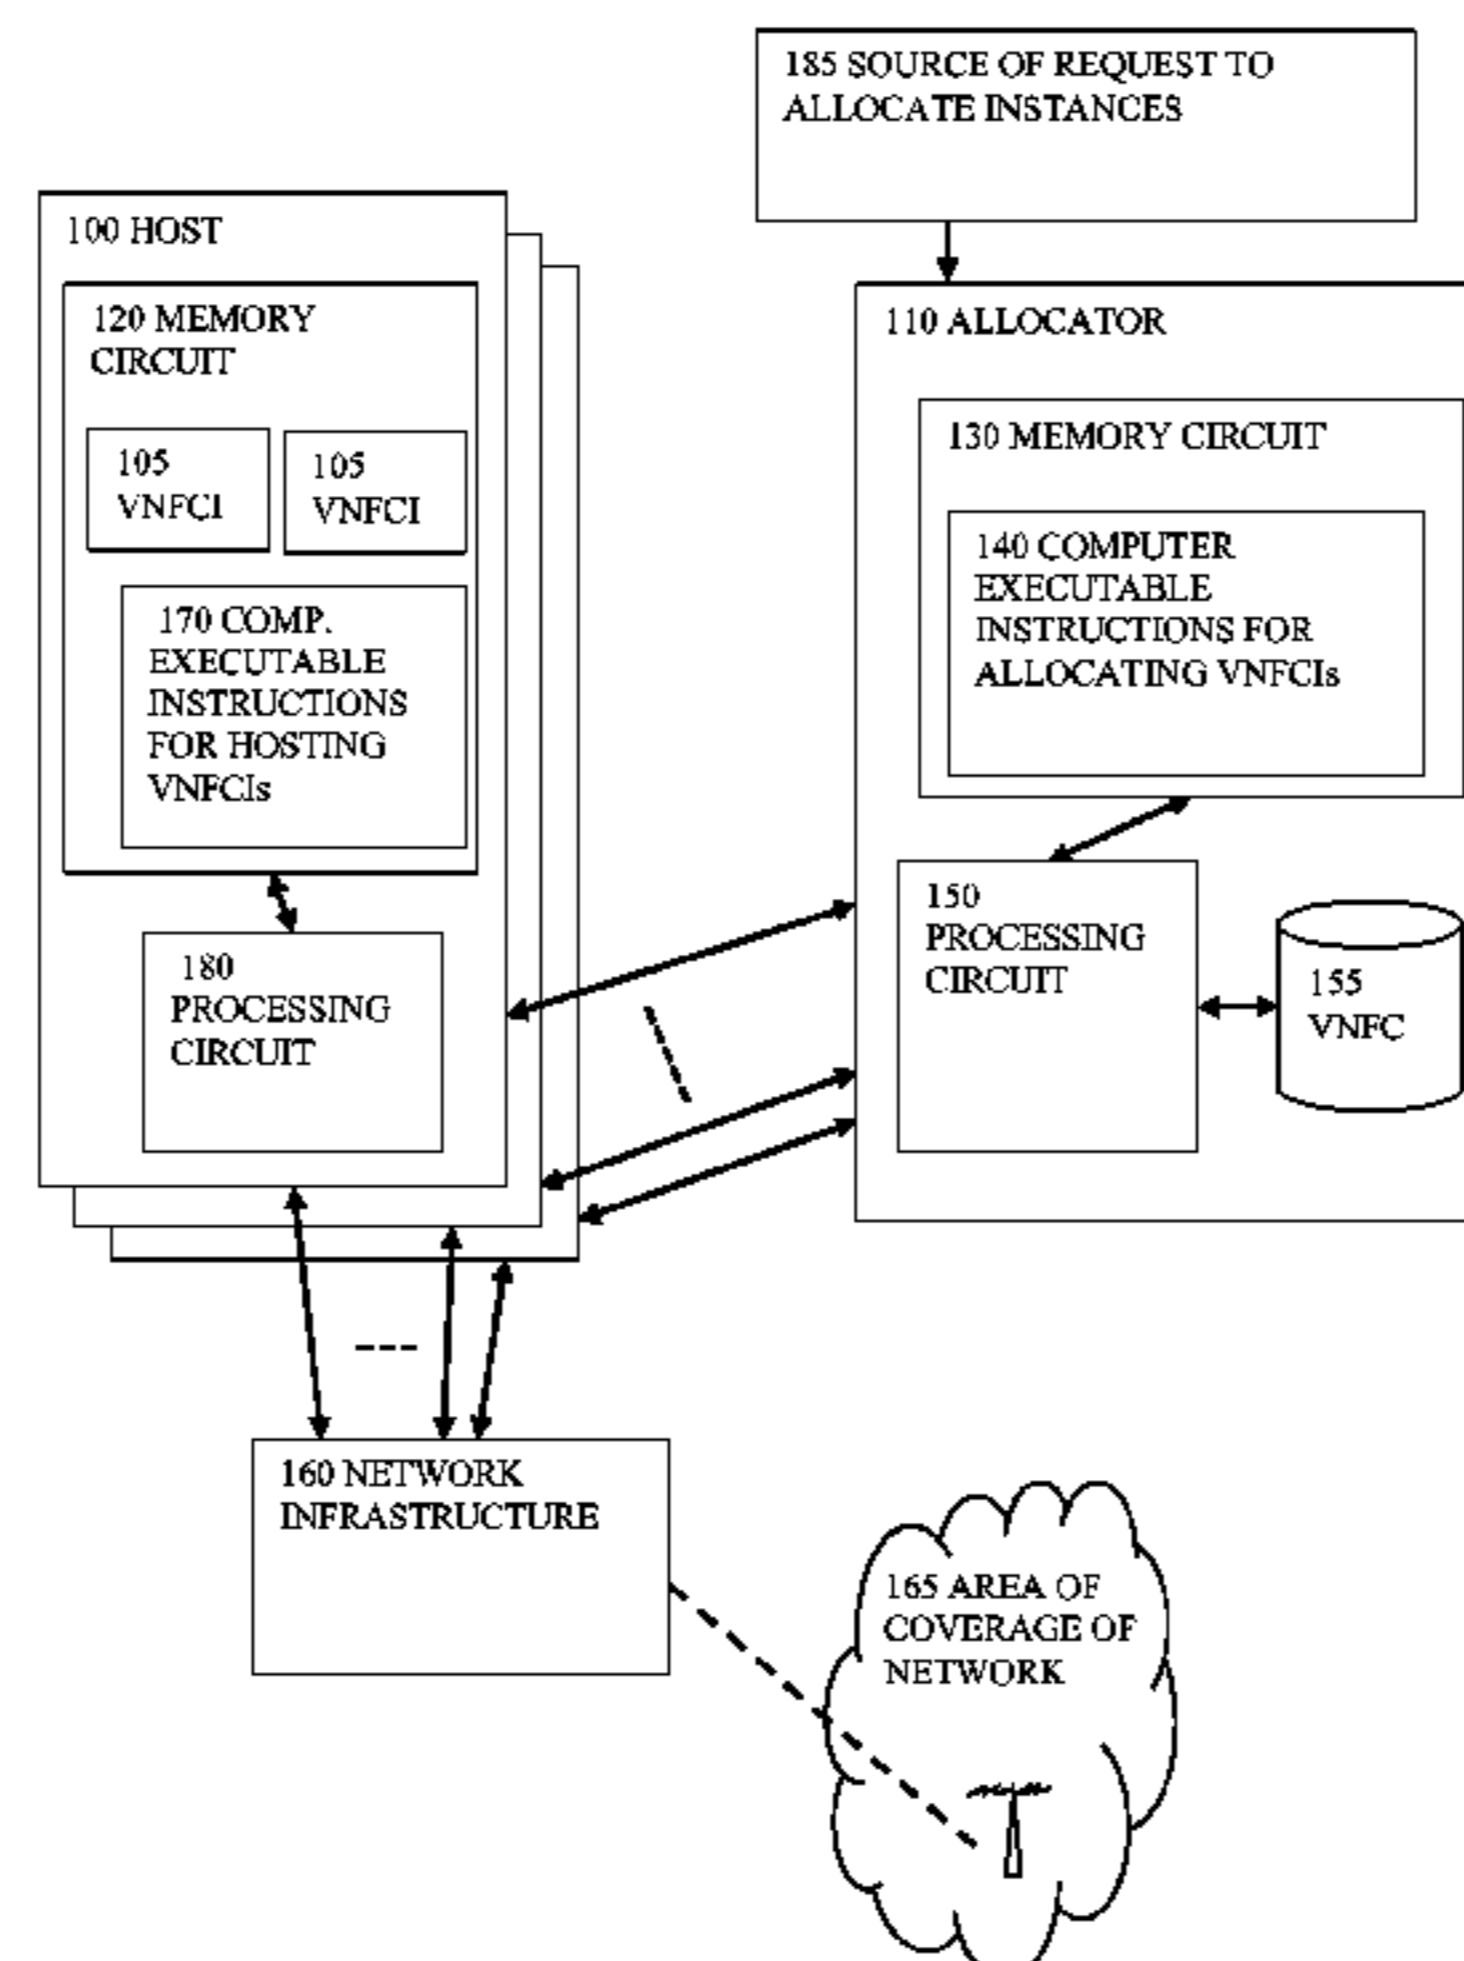 185 SOURCE OF REQUEST TO
ALLOCATE INSTANCES
100 HOST
120 MEMORY
CIRCUIT
105
VNFCI
105
VNFCI
170 COMP.
EXECUTABLE
INSTRUCTIONS
FOR HOSTING
VNFCIs
180
PROCESSING
CIRCUIT
110 ALLOCATOR
130 MEMORY CIRCUIT
140 COMPUTER
EXECUTABLE
INSTRUCTIONS FOR
ALLOCATING VNFCIs
150
PROCESSING
CIRCUIT
155
VNFC
160 NETWORK
INFRASTRUCTURE
165 AREA OF
COVERAGE OF
NETWORK